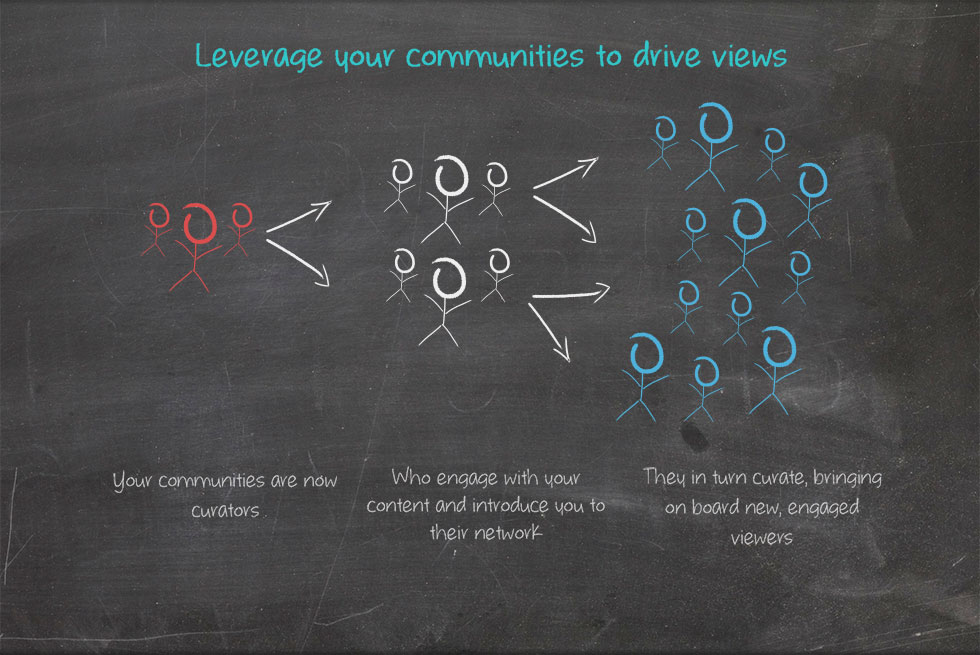 Leverage your communities to drive views
Your communities are now
curators
Who engage with your
content and introduce you to
their network
They in turn curate, bringing
on board new, engaged
viewers